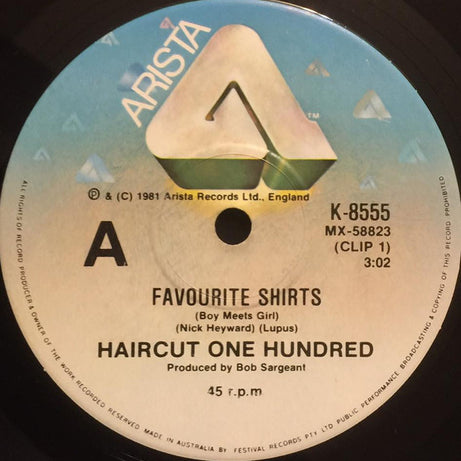 ARISTA
TM
℗ & (C) 1981 Arista Records Ltd., England
K-8555
MX-58823
(CLIP 1)
3:02
A
FAVOURITE SHIRTS
(Boy Meets Girl)
(Nick Heyward) (Lupus)
HAIRCUT ONE HUNDRED
Produced by Bob Sargeant
45 r.p.m
ALL RIGHTS OF RECORD PRODUCER & OWNER OF THE WORK RECORDED RESERVED
MADE IN AUSTRALIA BY FESTIVAL RECORDS PTY LTD
PUBLIC PERFORMANCE, BROADCASTING & COPYING OF THIS RECORD PROHIBITED